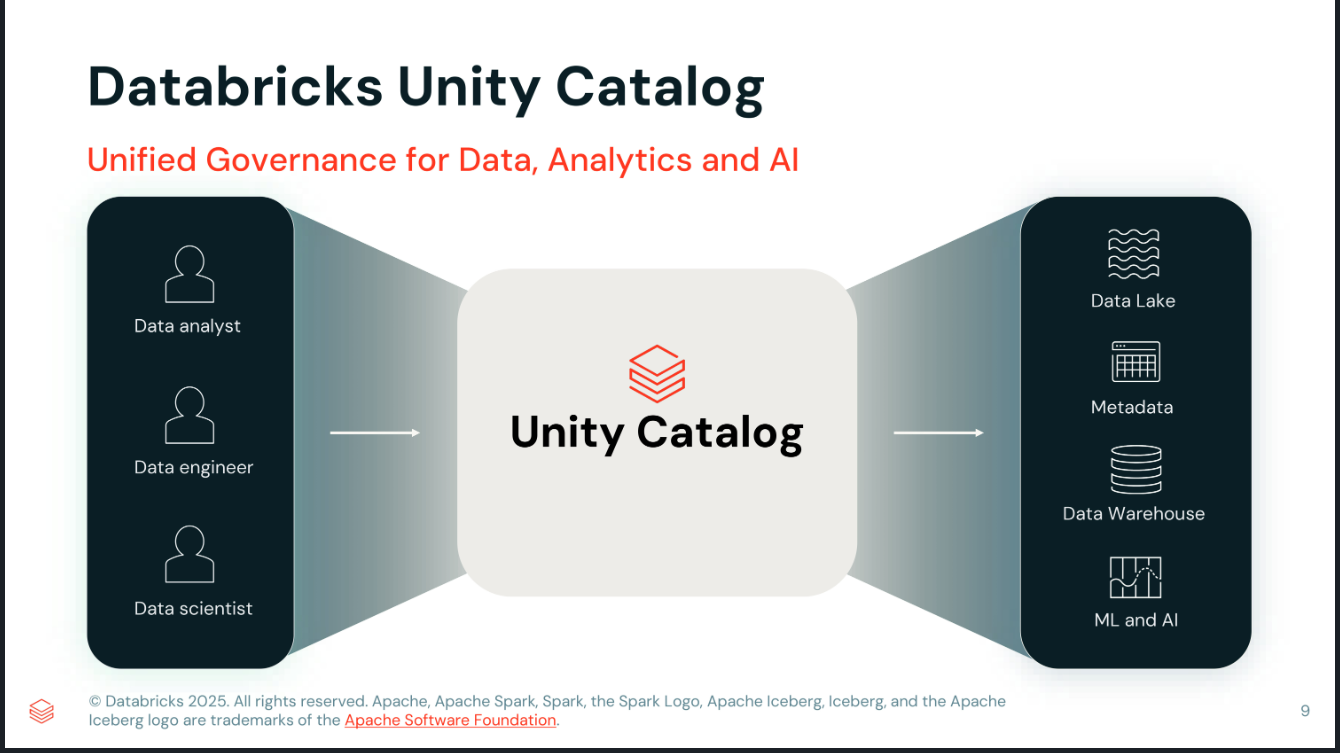 Databricks Unity Catalog
Unified Governance for Data, Analytics and AI
Data analyst
Data engineer
Data scientist
Unity Catalog
Data Lake
Metadata
Data Warehouse
ML and AI
© Databricks 2025. All rights reserved. Apache, Apache Spark, Spark, the Spark Logo, Apache Iceberg, Iceberg, and the Apache
Iceberg logo are trademarks of the Apache Software Foundation.
9